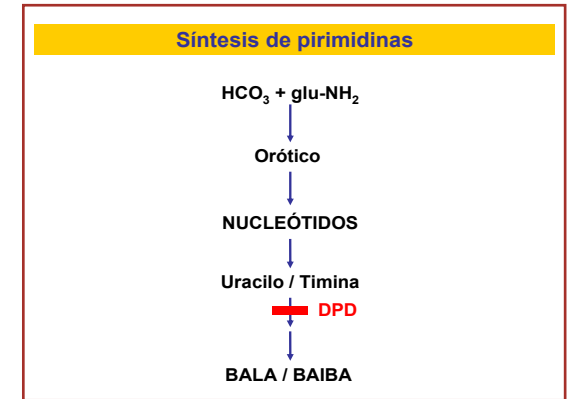 Síntesis de pirimidinas
HCO₃ + glu-NH₂
Orótico
NUCLEÓTIDOS
Uracilo / Timina
DPD
BALA / BAIBA